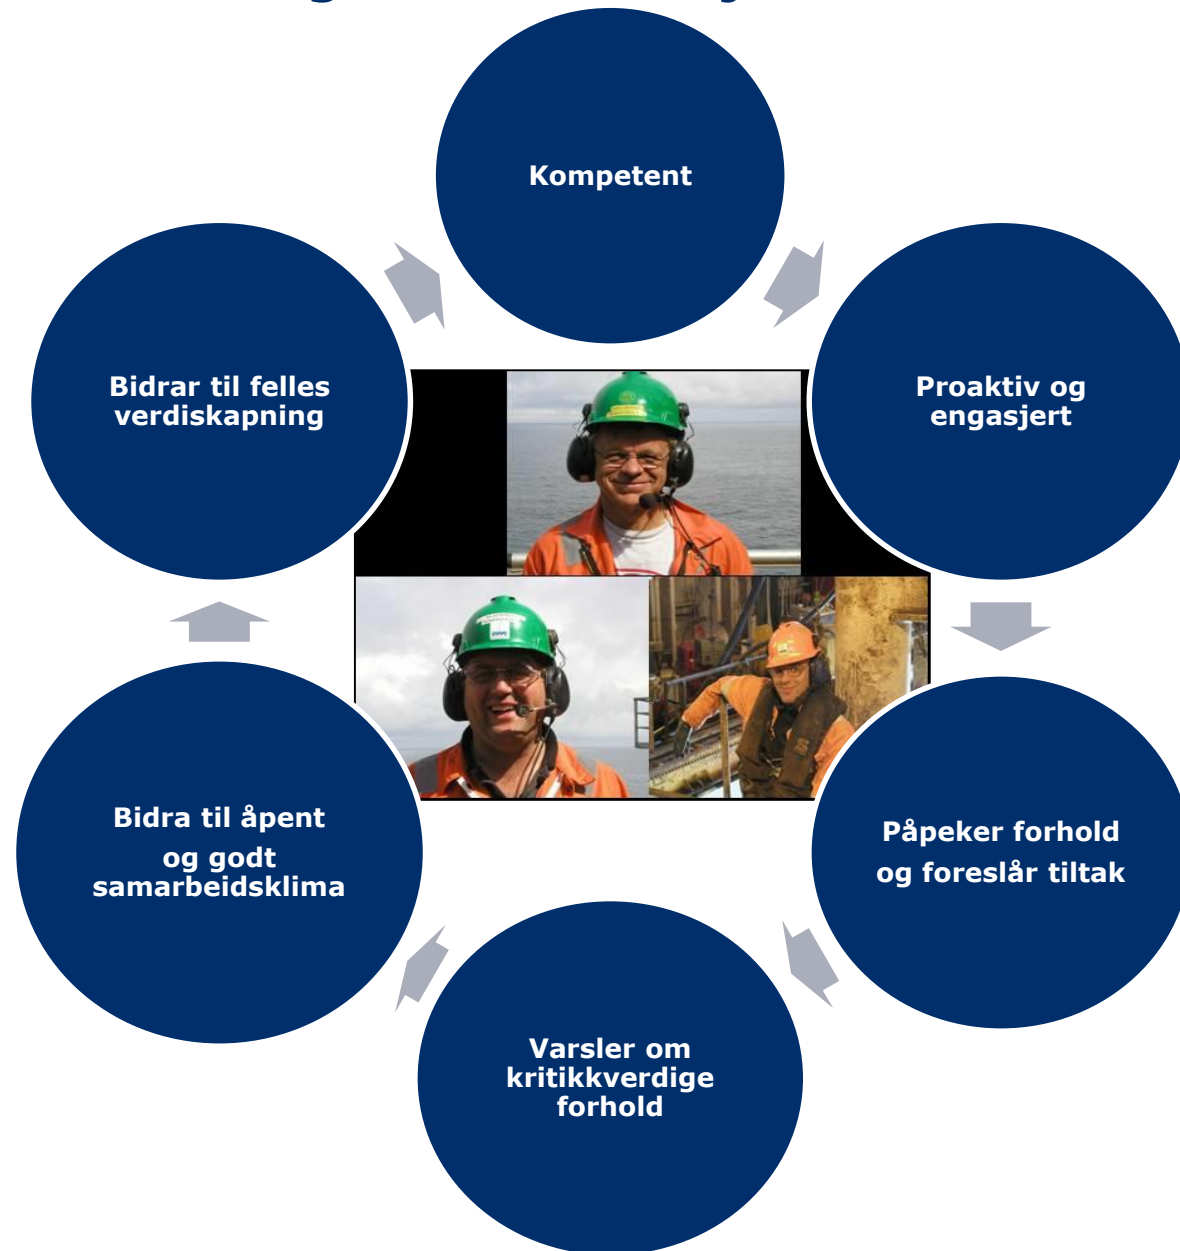 Kompetent
Proaktiv og
engasjert
Påpeker forhold
og foreslår tiltak
Varsler om
kritikkverdige
forhold
Bidra til åpent
og godt
samarbeidsklima
Bidrar til felles
verdiskapning